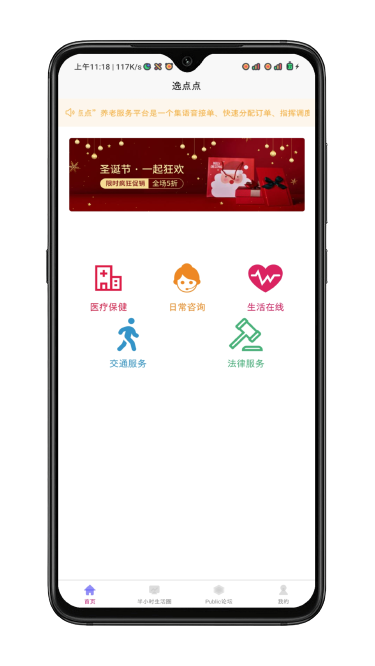 上午11:18 | 117K/s
逸点点
点”养老服务平台是一个集语音接单、快速分配订单、指挥调度
圣诞节·一起狂欢
限时疯狂促销 全场5折
医疗保健 日常咨询 生活在线
交通服务 法律服务
首页 半小时生活圈 Public论坛 我的